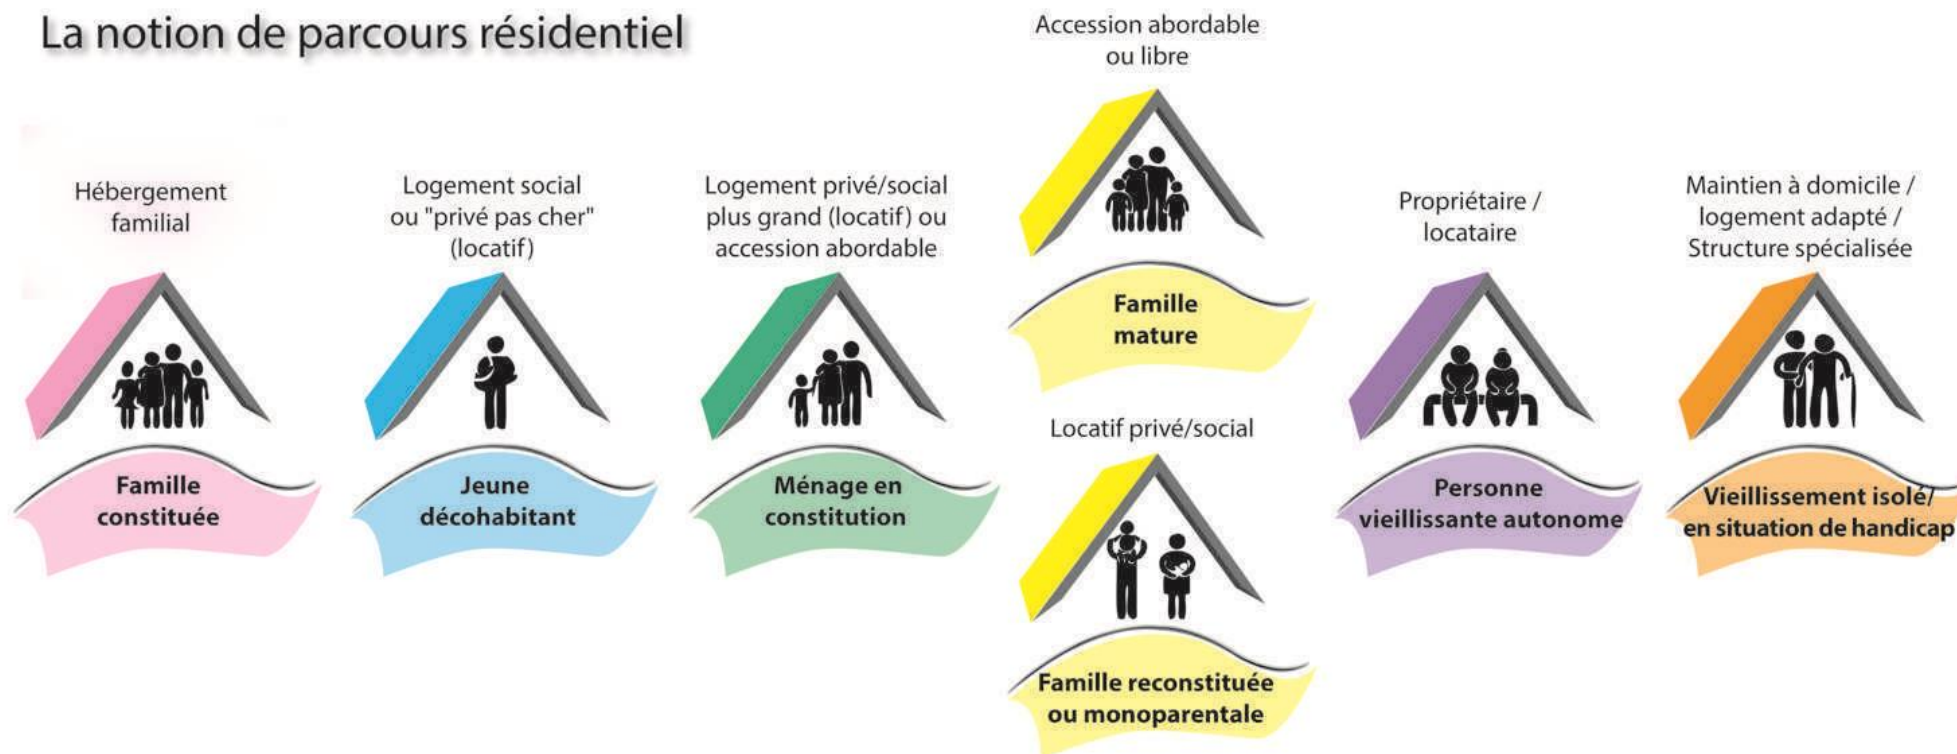 La notion de parcours résidentiel
Hébergement
familial
Famille
constituée
Logement social
ou "privé pas cher"
(locatif)
Jeune
décohabitant
Logement privé/social
plus grand (locatif) ou
accession abordable
Ménage en
constitution
Accession abordable
ou libre
Famille
mature
Locatif privé/social
Famille reconstituée
ou monoparentale
Propriétaire /
locataire
Personne
vieillissante autonome
Maintien à domicile /
logement adapté /
Structure spécialisée
Vieillissement isolé/
en situation de handicap